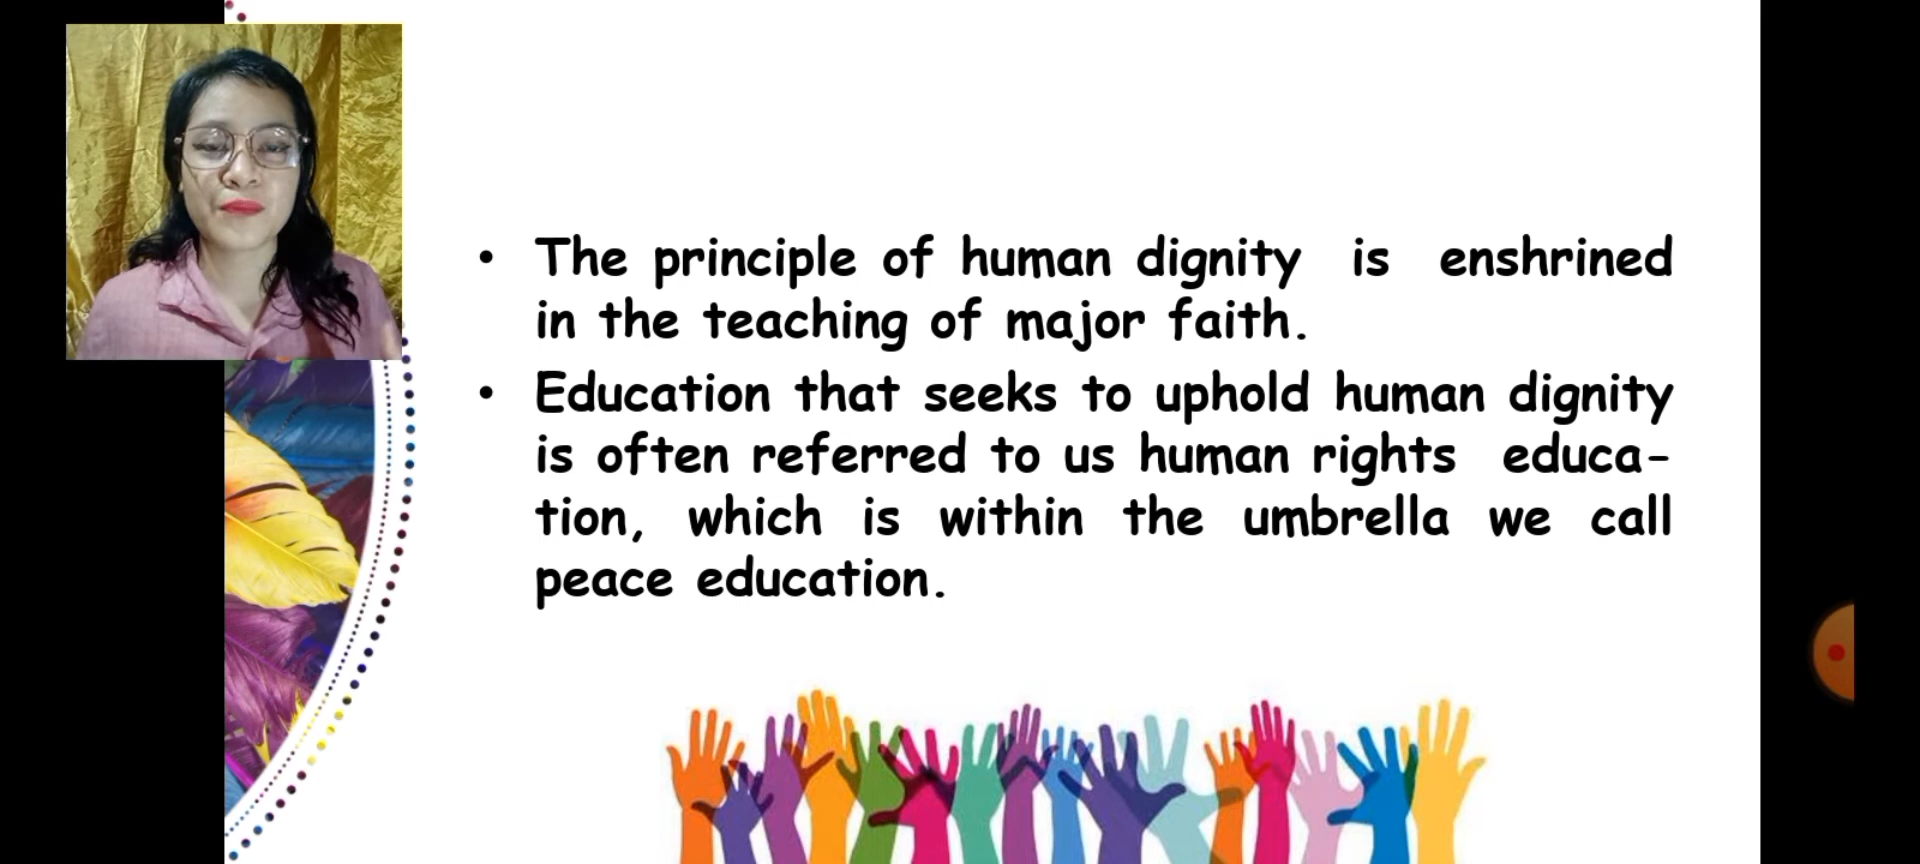 • The principle of human dignity is enshrined
in the teaching of major faith.
• Education that seeks to uphold human dignity
is often referred to us human rights educa-
tion, which is within the umbrella we call
peace education.